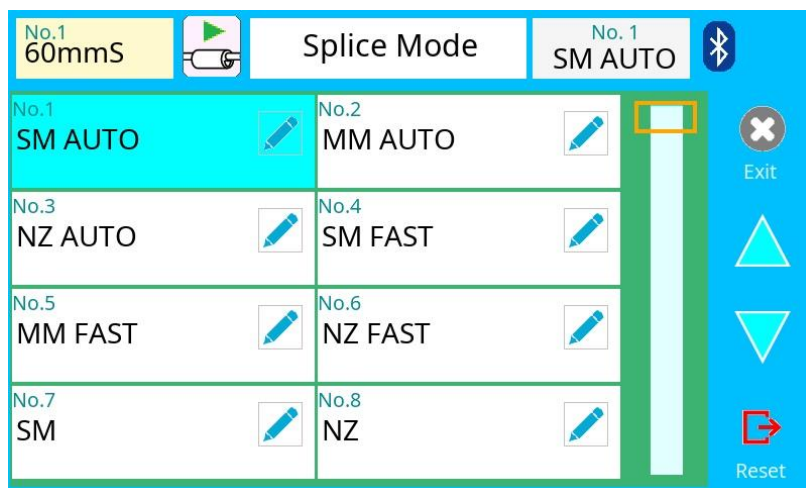 No.1
60mmS
Splice Mode
No. 1
SM AUTO
No.1
SM AUTO
No.2
MM AUTO
No.3
NZ AUTO
No.4
SM FAST
No.5
MM FAST
No.6
NZ FAST
No.7
SM
No.8
NZ
Exit
Reset